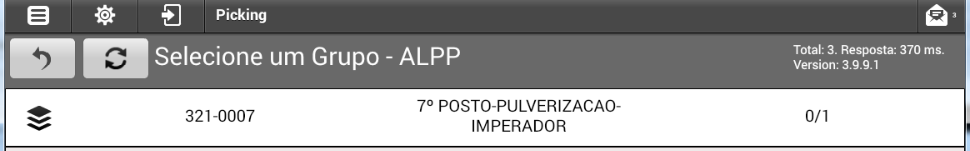 Picking
3
Selecione um Grupo - ALPP
Total: 3. Resposta: 370 ms.
Version: 3.9.9.1
321-0007
7º POSTO-PULVERIZACAO-
IMPERADOR
0/1